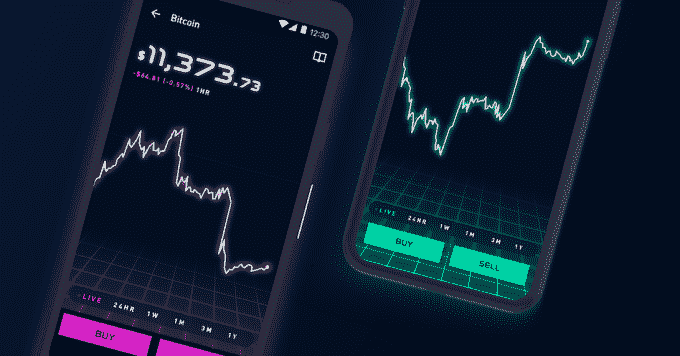 Bitcoin
12:30
$11,373.73
-$64.81 (-0.57%) 1HR
LIVE 24HR 1W 1M 3M 1Y
BUY
LIVE 24HR 1W 1M 3M 1Y
BUY SELL